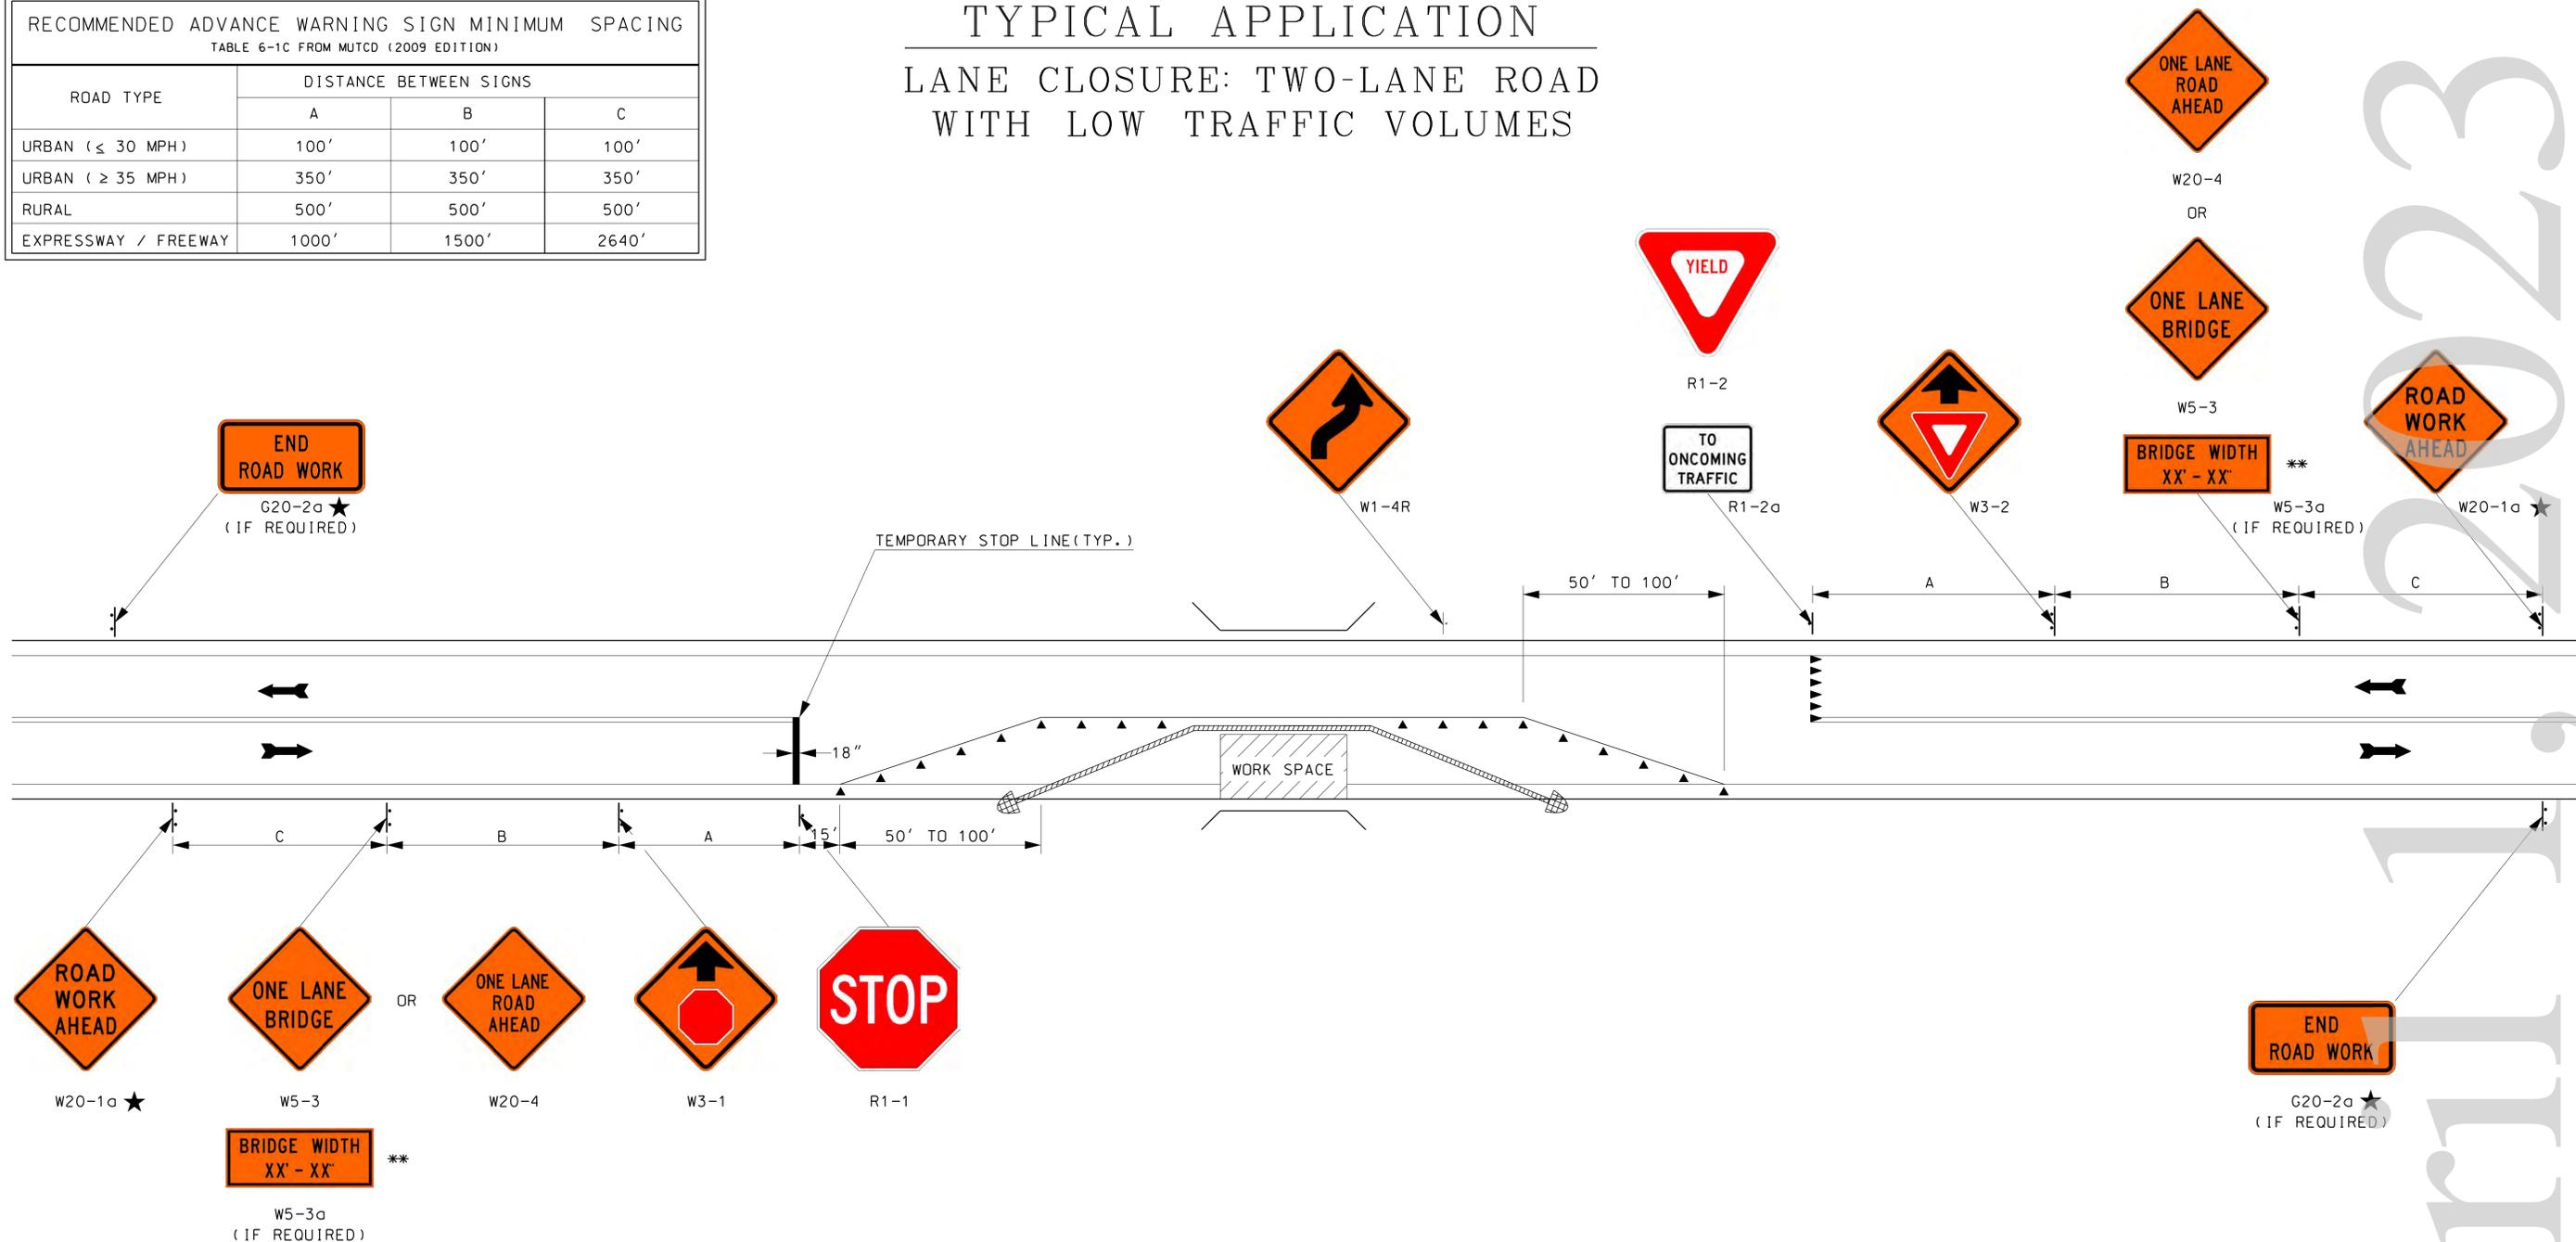 RECOMMENDED ADVANCE WARNING SIGN MINIMUM SPACING
TABLE 6-1C FROM MUTCD (2009 EDITION)
ROAD TYPE
DISTANCE BETWEEN SIGNS
A B C
URBAN (≤ 30 MPH) 100' 100' 100'
URBAN (≥ 35 MPH) 350' 350' 350'
RURAL 500' 500' 500'
EXPRESSWAY / FREEWAY 1000' 1500' 2640'
TYPICAL APPLICATION
LANE CLOSURE: TWO-LANE ROAD
WITH LOW TRAFFIC VOLUMES
ONE LANE
ROAD
AHEAD
W20-4
OR
ONE LANE
BRIDGE
W5-3
BRIDGE WIDTH
XX' - XX"
**
W5-3a
(IF REQUIRED)
ROAD
WORK
AHEAD
W20-1a ★
YIELD
R1-2
TO
ONCOMING
TRAFFIC
R1-2a
W3-2
W1-4R
END
ROAD WORK
G20-2a ★
(IF REQUIRED)
TEMPORARY STOP LINE(TYP.)
50' TO 100'
A
B
C
18"
WORK SPACE
C
B
A
15'
50' TO 100'
ROAD
WORK
AHEAD
W20-1a ★
ONE LANE
BRIDGE
W5-3
OR
ONE LANE
ROAD
AHEAD
W20-4
W3-1
STOP
R1-1
BRIDGE WIDTH
XX' - XX"
**
W5-3a
(IF REQUIRED)
END
ROAD WORK
G20-2a ★
(IF REQUIRED)
ril 1, 2023